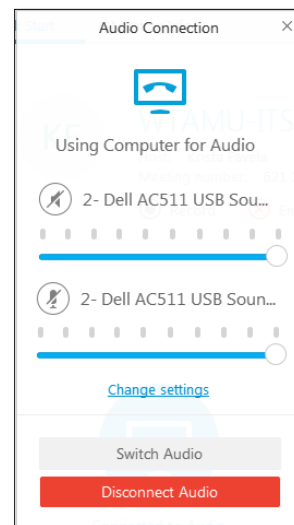 Audio Connection
Using Computer for Audio
2- Dell AC511 USB Sou...
2- Dell AC511 USB Soun...
Change settings
Switch Audio
Disconnect Audio